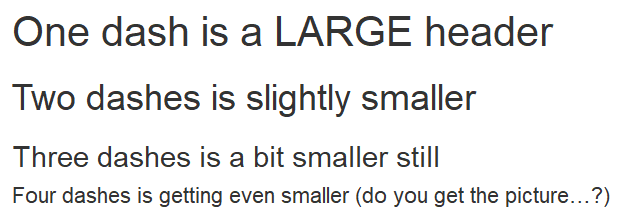 One dash is a LARGE header
Two dashes is slightly smaller
Three dashes is a bit smaller still
Four dashes is getting even smaller (do you get the picture…?)